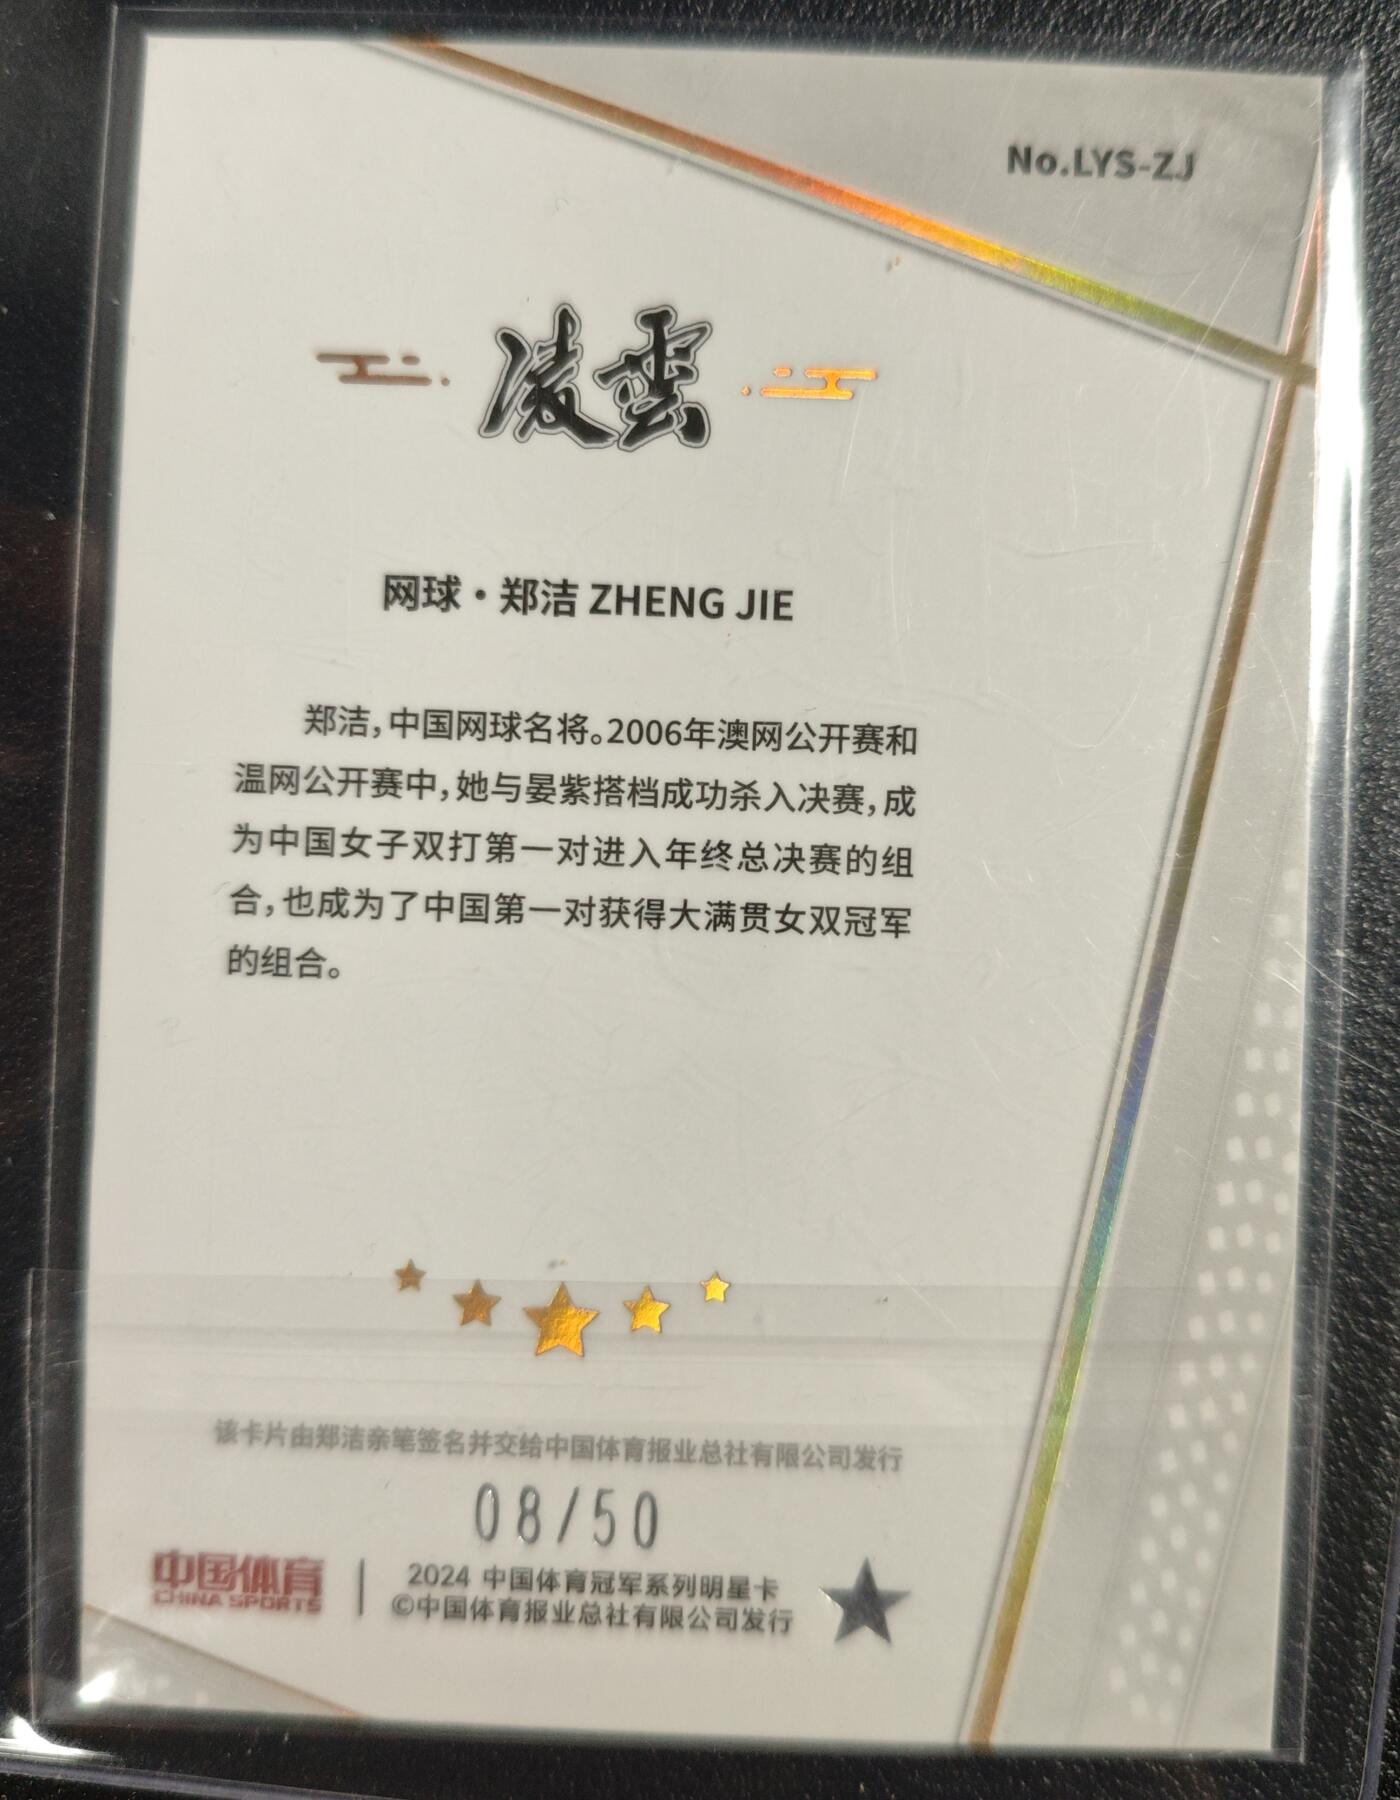 No.LYS-ZJ
凌雲
网球·郑洁 ZHENG JIE
郑洁，中国网球名将。2006年澳网公开赛和
温网公开赛中，她与晏紫搭档成功杀入决赛，成
为中国女子双打第一对进入年终总决赛的组
合，也成为了中国第一对获得大满贯女双冠军
的组合。
该卡片由郑洁亲笔签名并交给中国体育报业总社有限公司发行
08/50
中国体育
CHINA SPORTS
2024 中国体育冠军系列明星卡
©中国体育报业总社有限公司发行